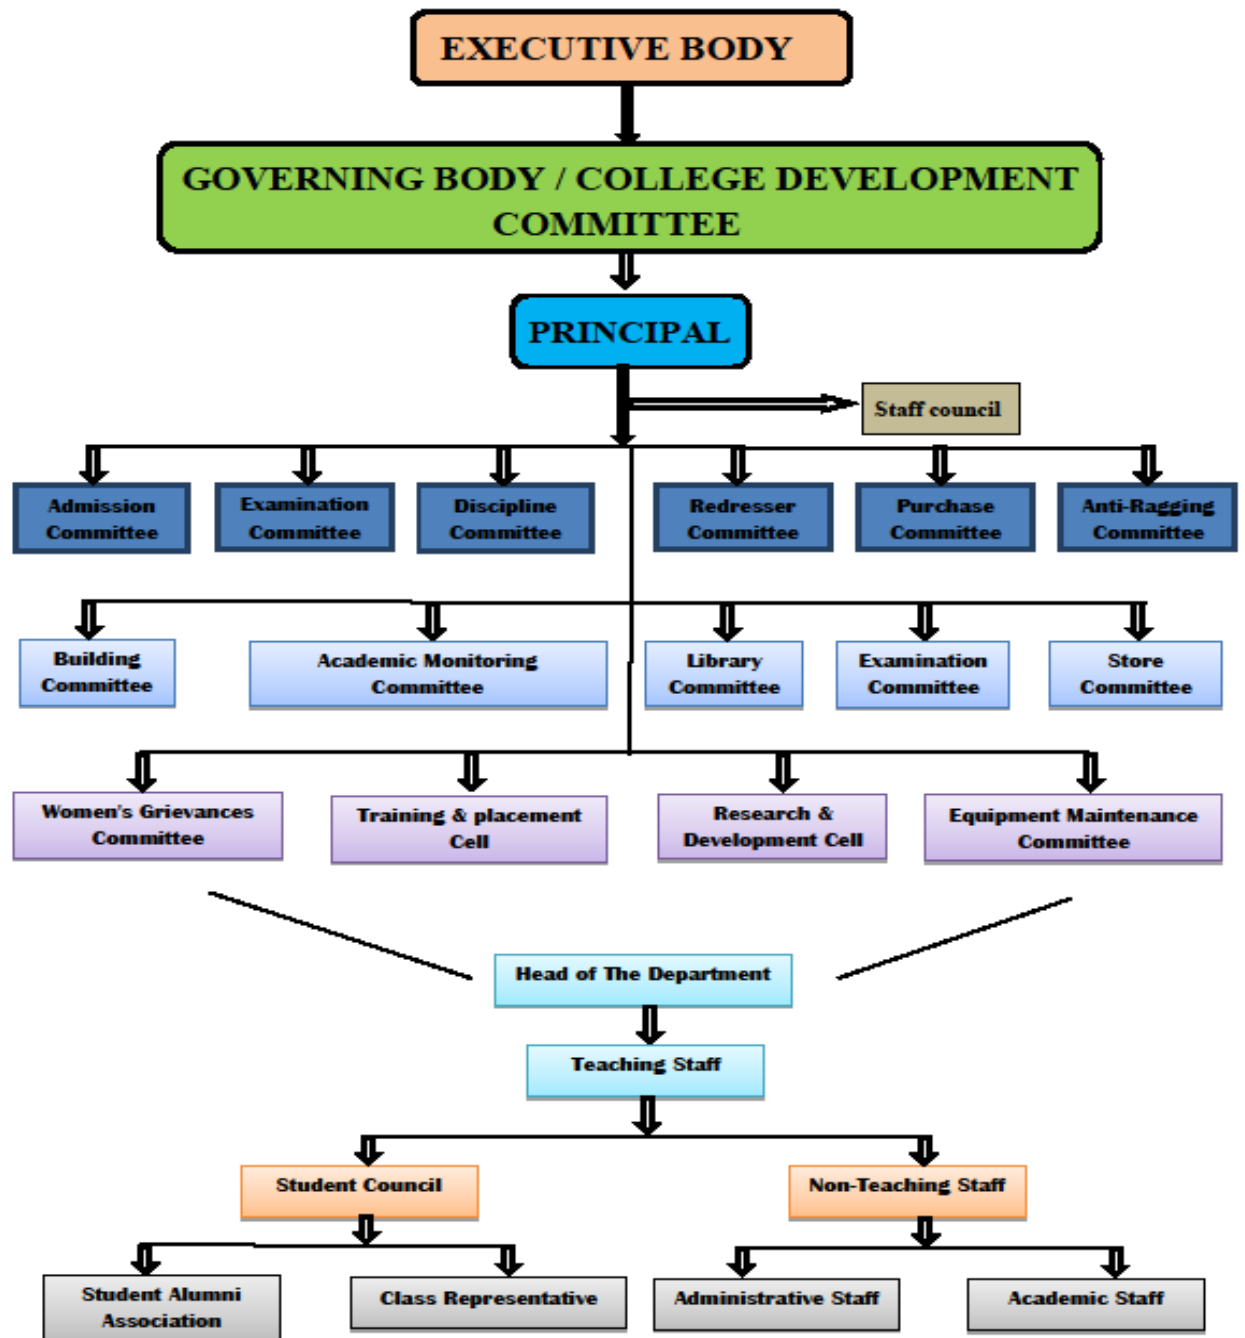 EXECUTIVE BODY
GOVERNING BODY / COLLEGE DEVELOPMENT
COMMITTEE
PRINCIPAL
Staff council
Admission
Committee
Examination
Committee
Discipline
Committee
Redresser
Committee
Purchase
Committee
Anti-Ragging
Committee
Building
Committee
Academic Monitoring
Committee
Library
Committee
Examination
Committee
Store
Committee
Women's Grievances
Committee
Training & placement
Cell
Research &
Development Cell
Equipment Maintenance
Committee
Head of The Department
Teaching Staff
Student Council
Non-Teaching Staff
Student Alumni
Association
Class Representative
Administrative Staff
Academic Staff